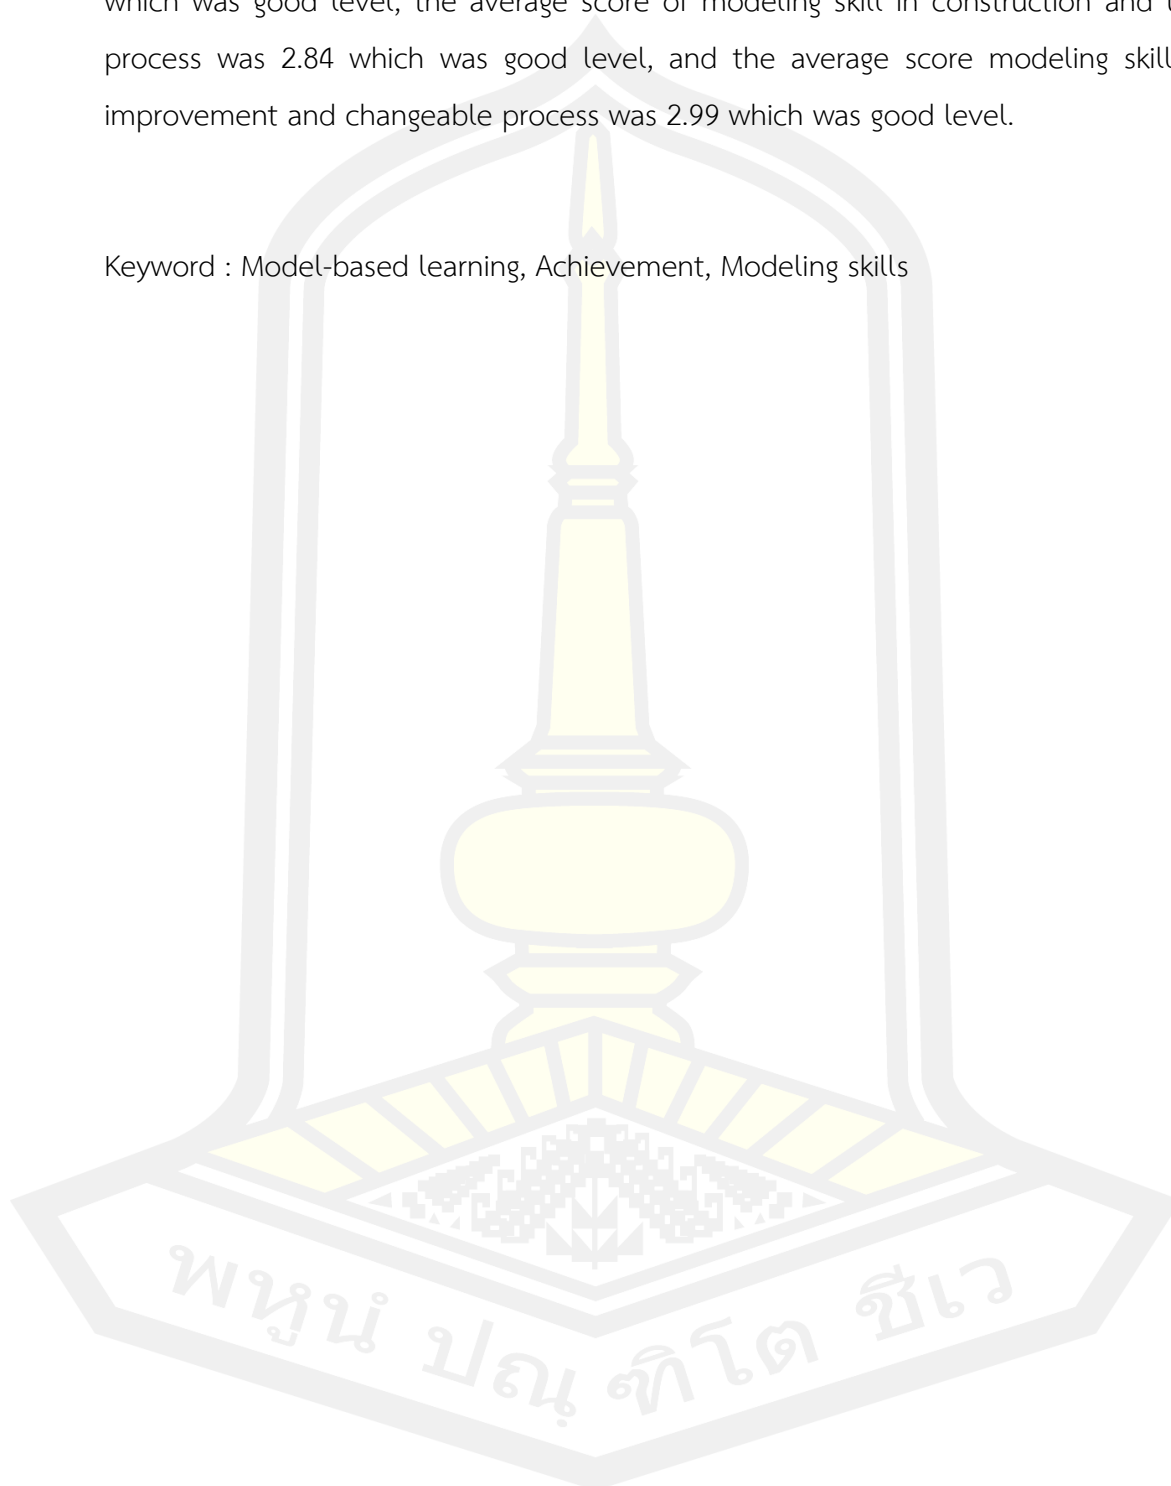 which was good level, the average score of modeling skill in construction and
process was 2.84 which was good level, and the average score modeling skill
improvement and changeable process was 2.99 which was good level.
Keyword : Model-based learning, Achievement, Modeling skills
พหูนํ ปณฺฑิโต ชีเว